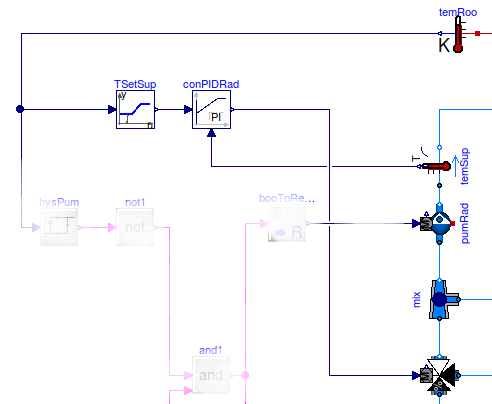 temRoo
K
TSetSup
conPIDRad
y
PI
T
temSup
hysPum
not1
booToRe...
not
B
R
M
pumRad
mix
and1
and
M